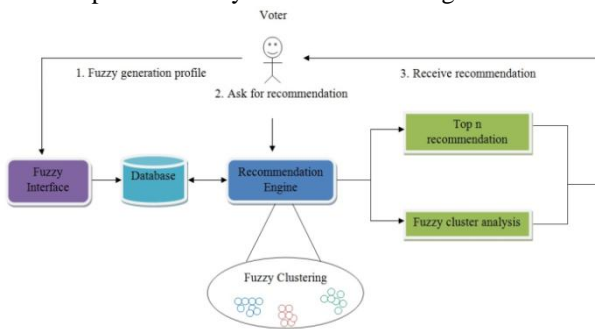 Voter
1. Fuzzy generation profile
3. Receive recommendation
2. Ask for recommendation
Top n
recommendation
Fuzzy
Interface
Database
Recommendation
Engine
Fuzzy cluster analysis
Fuzzy Clustering